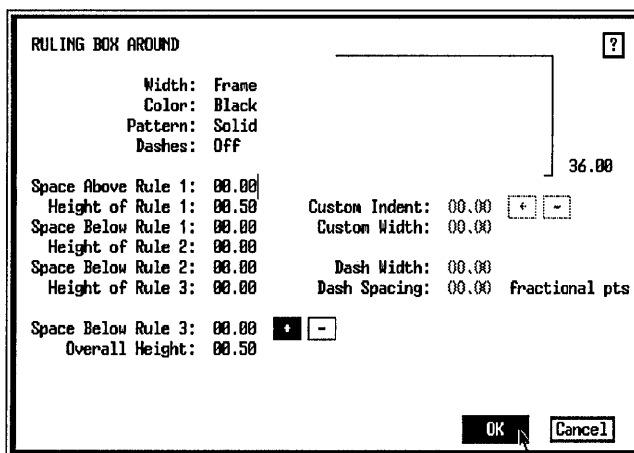 RULING BOX AROUND ?
Width: Frame
Color: Black
Pattern: Solid
Dashes: Off
36.00
Space Above Rule 1: 00.00
Height of Rule 1: 00.50 Custom Indent: 00.00 + -
Space Below Rule 1: 00.00 Custom Width: 00.00
Height of Rule 2: 00.00
Space Below Rule 2: 00.00 Dash Width: 00.00
Height of Rule 3: 00.00 Dash Spacing: 00.00 fractional pts
Space Below Rule 3: 00.00 + -
Overall Height: 00.50
OK Cancel